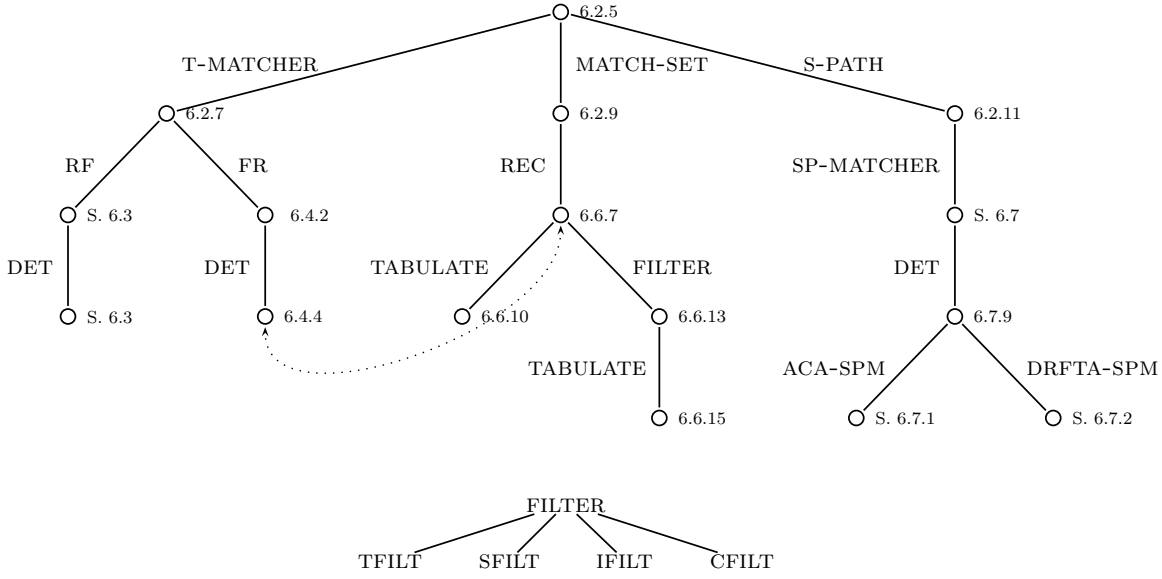 6.2.5
T-MATCHER MATCH-SET S-PATH
6.2.7 6.2.9 6.2.11
RF FR REC SP-MATCHER
S. 6.3 6.4.2 6.6.7 S. 6.7
DET DET TABULATE FILTER DET
S. 6.3 6.4.4 6.6.10 6.6.13 6.7.9
TABULATE ACA-SPM DRFTA-SPM
6.6.15 S. 6.7.1 S. 6.7.2
FILTER
TFILT SFILT IFILT CFILT